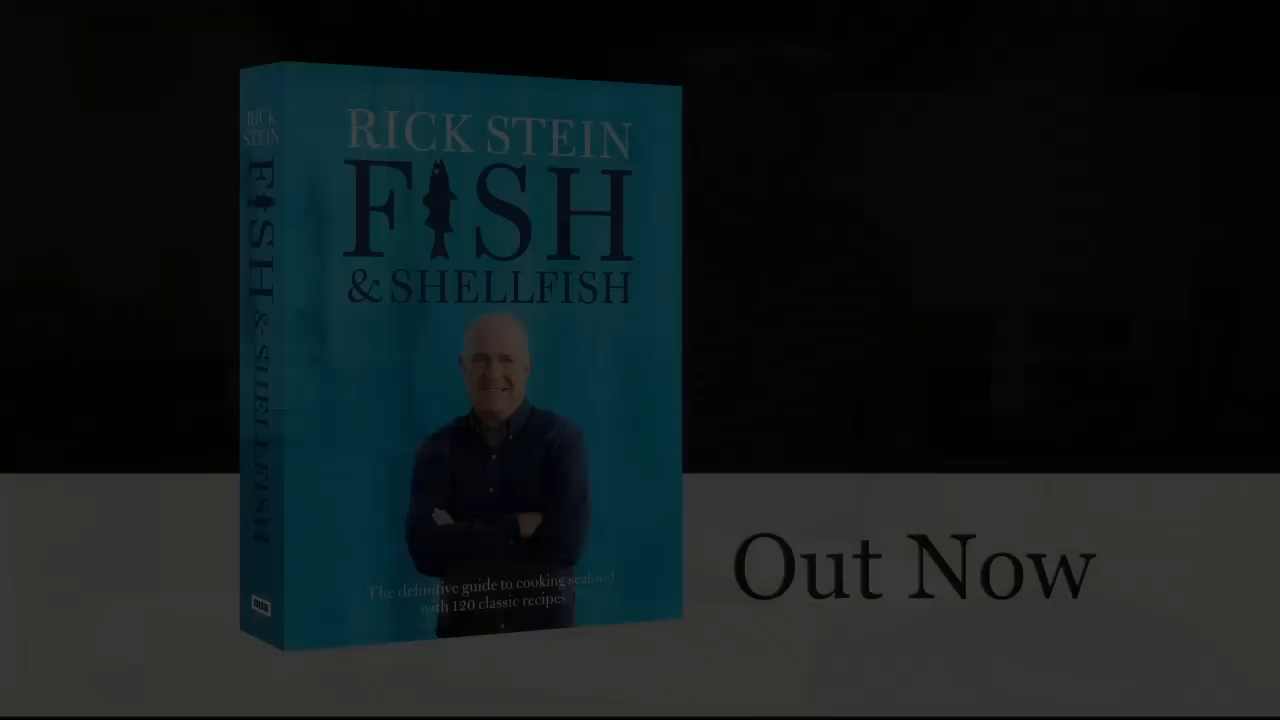 RICK STEIN
FISH
& SHELLFISH
The definitive guide to cooking seafood
with 120 classic recipes
RICK
STEIN
FISH & SHELLFISH
BBC
Out Now